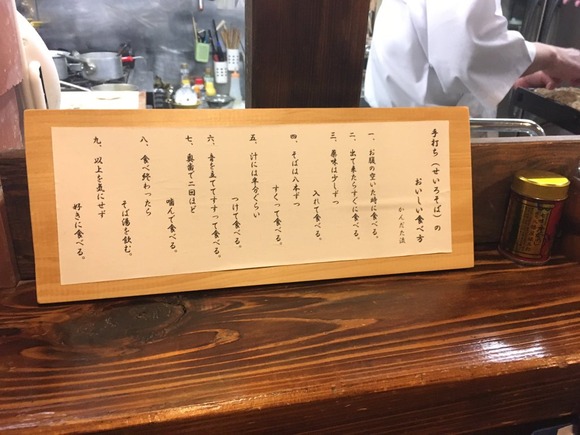 手打ち（せいろそば）の
おいしい食べ方
かんだた流
一、お腹の空いた時に食べる。
二、出て来たらすぐに食べる。
三、薬味は少しずつ
入れて食べる。
四、そばは八本ずつ
すくって食べる。
五、汁には半分ぐらい
つけて食べる。
六、音を立ててすすって食べる。
七、奥歯で二回ほど
噛んで食べる。
八、食べ終わったら
そば湯を飲む。
九、以上を気にせず
好きに食べる。